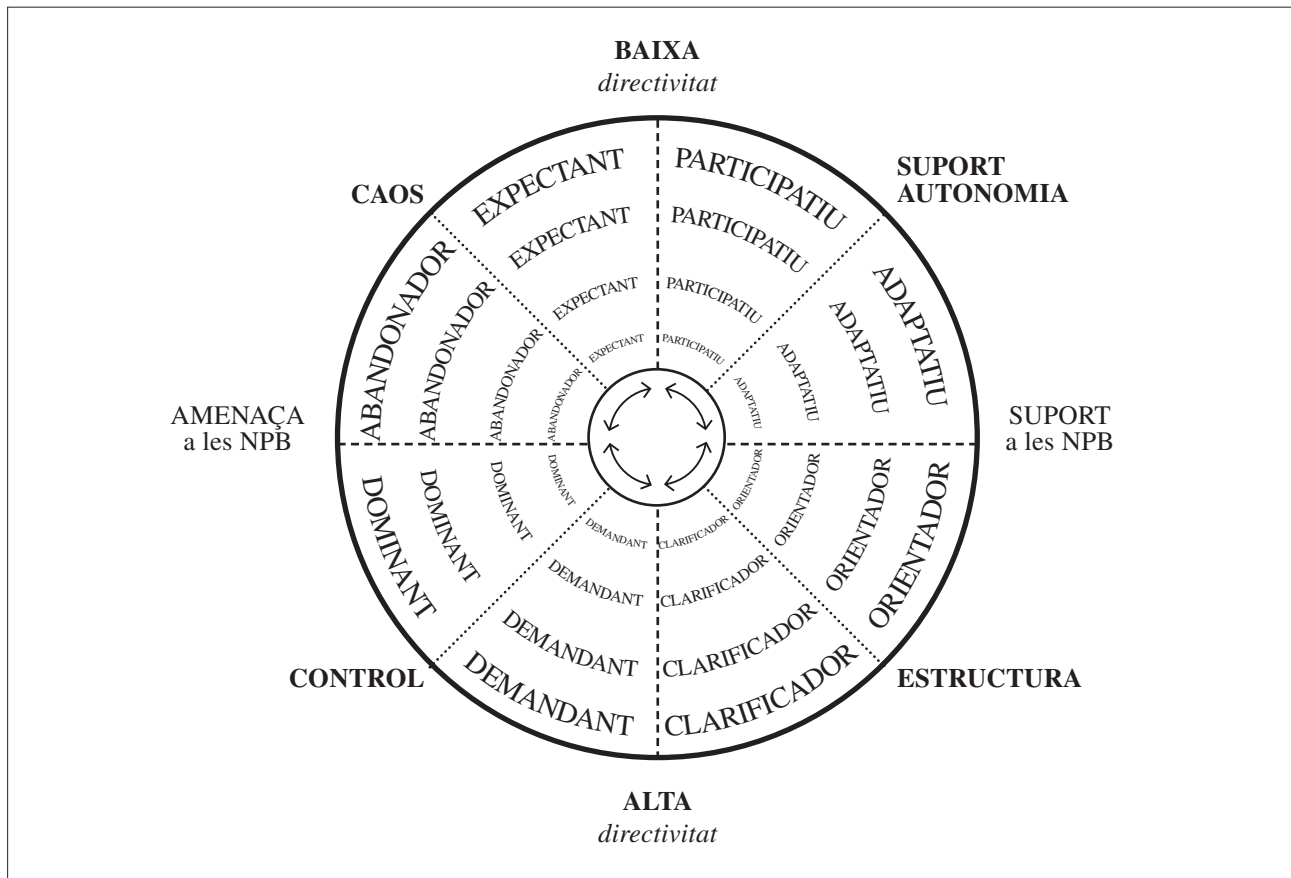 BAIXA
directivitat
CAOS
SUPORT
AUTONOMIA
EXPECTANT
EXPECTANT
EXPECTANT
EXPECTANT
PARTICIPATIU
PARTICIPATIU
PARTICIPATIU
PARTICIPATIU
ABANDONADOR
ABANDONADOR
ABANDONADOR
ABANDONADOR
ADAPTATIU
ADAPTATIU
ADAPTATIU
ADAPTATIU
AMENAÇA
a les NPB
SUPORT
a les NPB
DOMINANT
DOMINANT
DOMINANT
DOMINANT
ORIENTADOR
ORIENTADOR
ORIENTADOR
ORIENTADOR
DEMANDANT
DEMANDANT
DEMANDANT
DEMANDANT
CLARIFICADOR
CLARIFICADOR
CLARIFICADOR
CLARIFICADOR
CONTROL
ESTRUCTURA
ALTA
directivitat